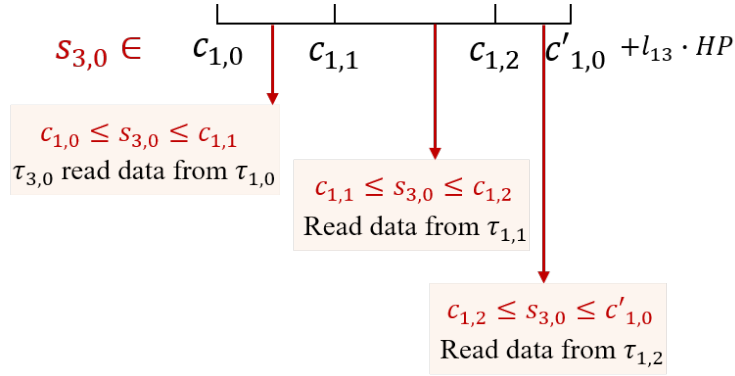 s₃,₀ ∈ c₁,₀ c₁,₁ c₁,₂ c'₁,₀ +l₁₃ · HP
c₁,₀ ≤ s₃,₀ ≤ c₁,₁
τ₃,₀ read data from τ₁,₀
c₁,₁ ≤ s₃,₀ ≤ c₁,₂
Read data from τ₁,₁
c₁,₂ ≤ s₃,₀ ≤ c'₁,₀
Read data from τ₁,₂